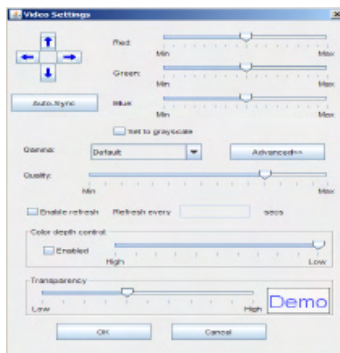 Video Settings
Red:
Min Max
Green:
Min Max
Auto-Sync
Blue:
Min Max
Set to grayscale
Gamma:
Default
Advanced>>
Quality:
Min Max
Enable refresh Refresh every secs
Color depth control
Enabled
High Low
Transparency
Low High
Demo
OK Cancel